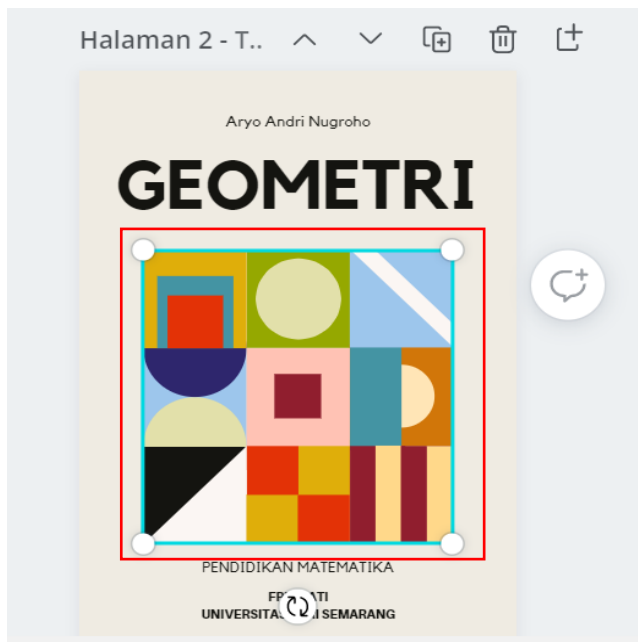 Halaman 2 - T..
Aryo Andri Nugroho
GEOMETRI
PENDIDIKAN MATEMATIKA
UNIVERSITAS SEMARANG